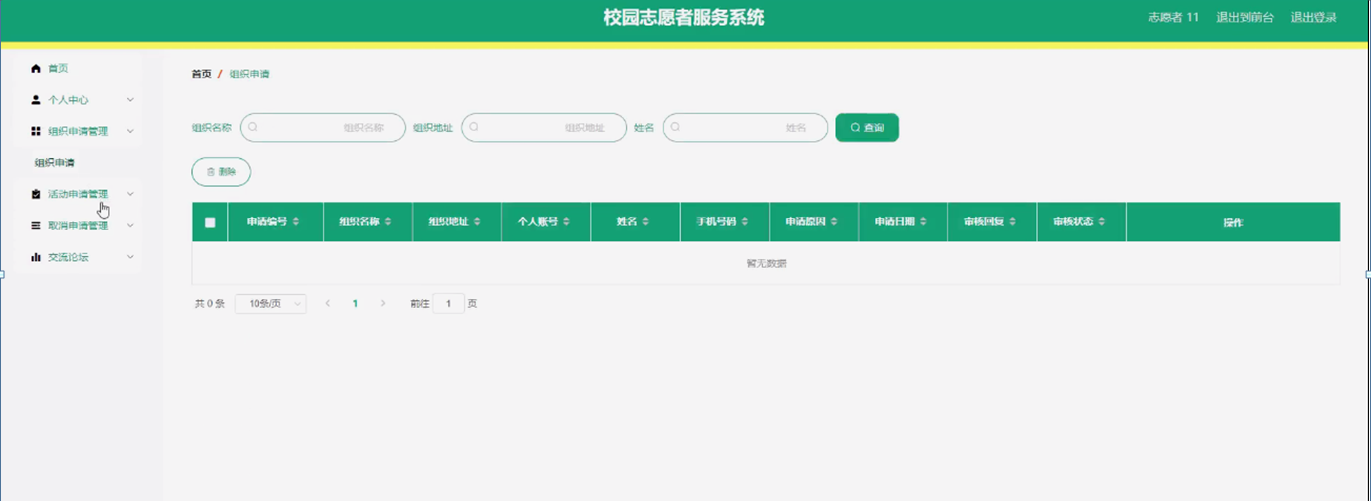 校园志愿者服务系统
志愿者 11 退出到前台 退出登录
首页
个人中心
组织申请管理
组织申请
活动申请管理
取消申请管理
交流论坛
首页 / 组织申请
组织名称 组织名称 组织地址 组织地址 姓名 姓名 查询
删除
申请编号 组织名称 组织地址 个人账号 姓名 手机号码 申请原因 申请日期 审核回复 审核状态 操作
暂无数据
共 0 条 10条/页 1 前往 1 页